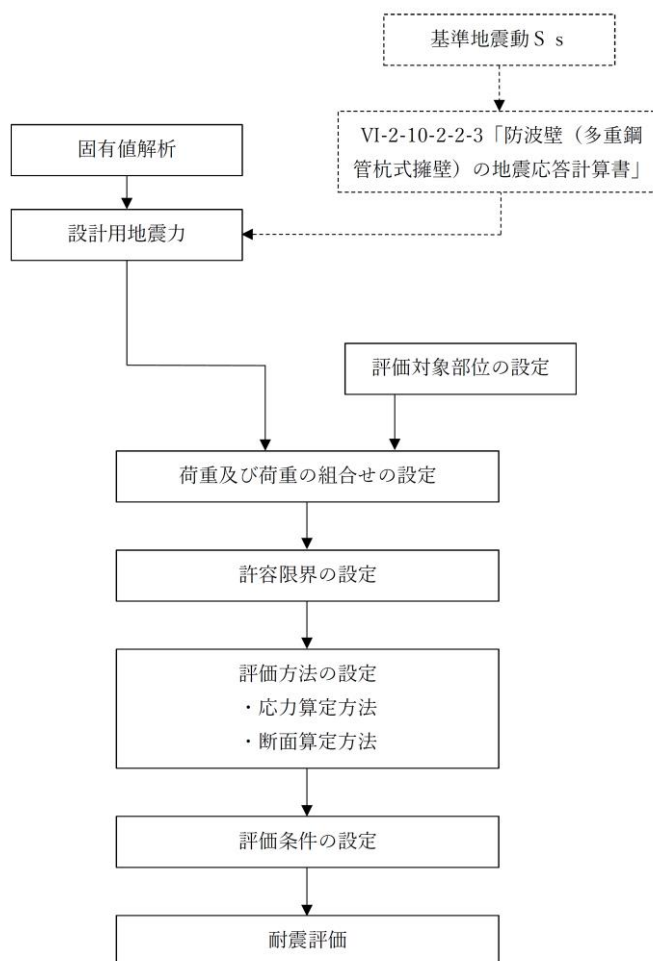 基準地震動Ｓｓ
Ⅵ-2-10-2-2-3「防波壁（多重鋼
管杭式擁壁）の地震応答計算書」
固有値解析
設計用地震力
評価対象部位の設定
荷重及び荷重の組合せの設定
許容限界の設定
評価方法の設定
・応力算定方法
・断面算定方法
評価条件の設定
耐震評価